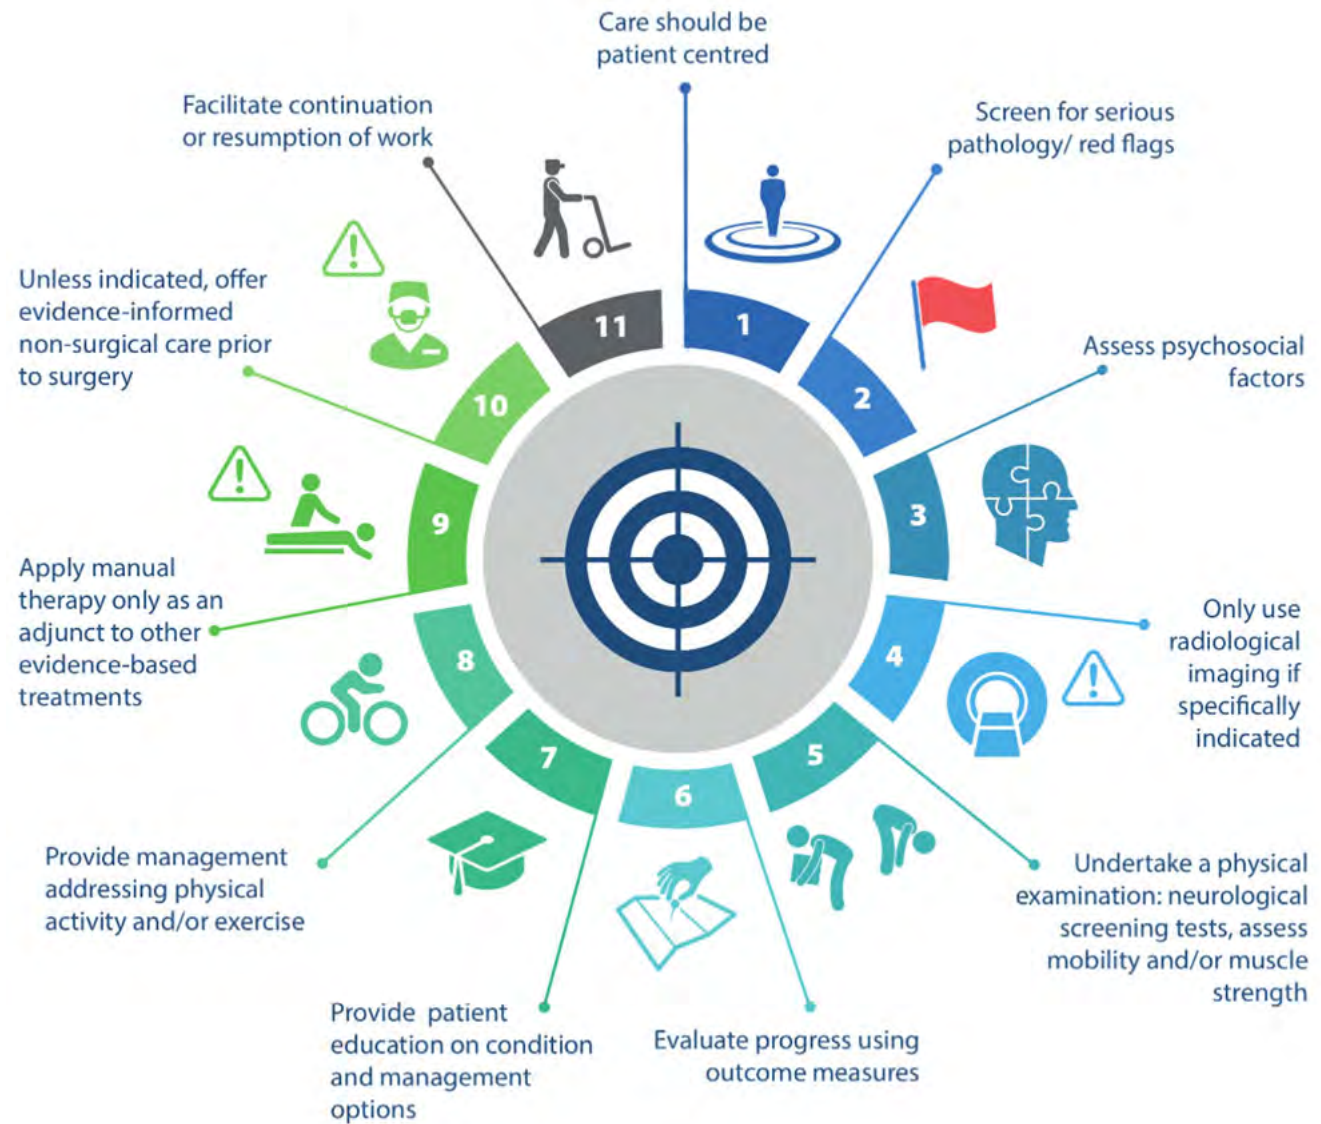 Care should be
patient centred
Screen for serious
pathology/ red flags
Assess psychosocial
factors
Only use
radiological
imaging if
specifically
indicated
Undertake a physical
examination: neurological
screening tests, assess
mobility and/or muscle
strength
Evaluate progress using
outcome measures
Provide patient
education on condition
and management
options
Provide management
addressing physical
activity and/or exercise
Apply manual
therapy only as an
adjunct to other
evidence-based
treatments
Unless indicated, offer
evidence-informed
non-surgical care prior
to surgery
Facilitate continuation
or resumption of work
1
2
3
4
5
6
7
8
9
10
11
!
!
!